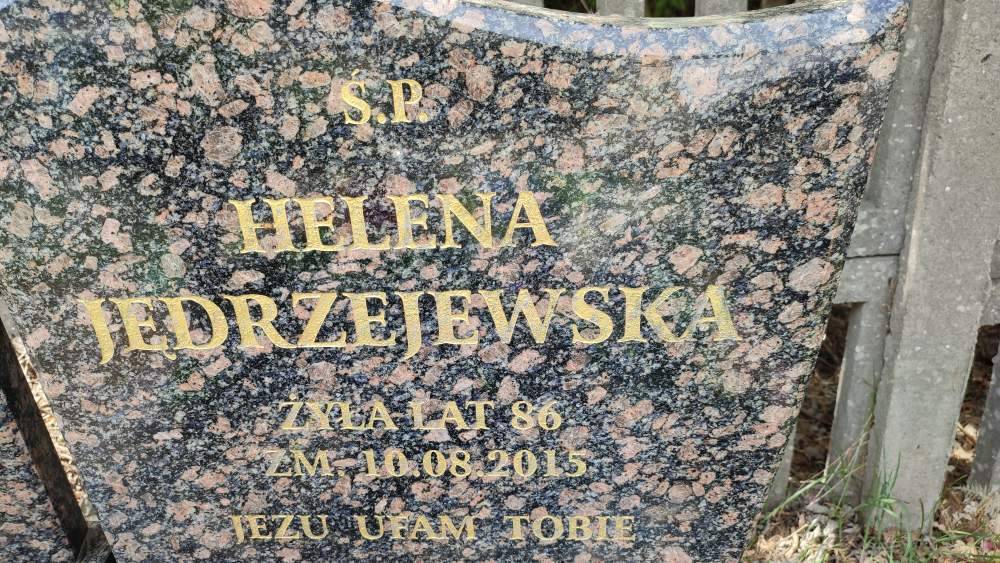 Ś.P.
HELENA
JĘDRZEJEWSKA
ŻYŁA LAT 86
ZM. 10.08.2015
JEZU UFAM TOBIE